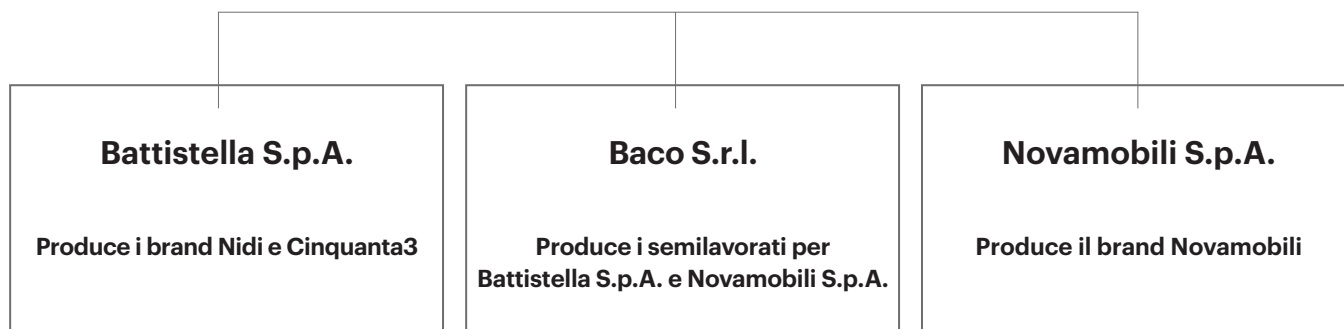 Battistella S.p.A.
Produce i brand Nidi e Cinquanta3
Baco S.r.l.
Produce i semilavorati per
Battistella S.p.A. e Novamobili S.p.A.
Novamobili S.p.A.
Produce il brand Novamobili